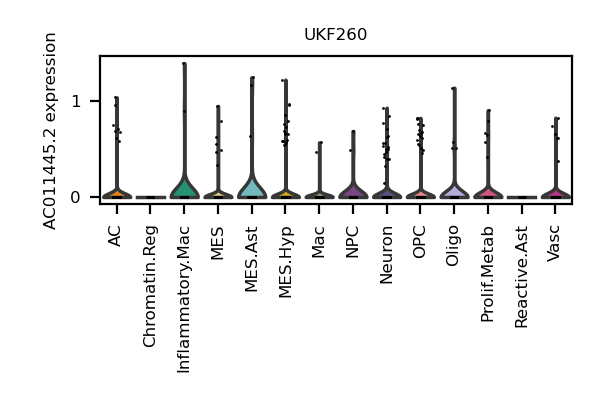 UKF260
AC011445.2 expression
1
0
AC
Chromatin.Reg
Inflammatory.Mac
MES
MES.Ast
MES.Hyp
Mac
NPC
Neuron
OPC
Oligo
Prolif.Metab
Reactive.Ast
Vasc